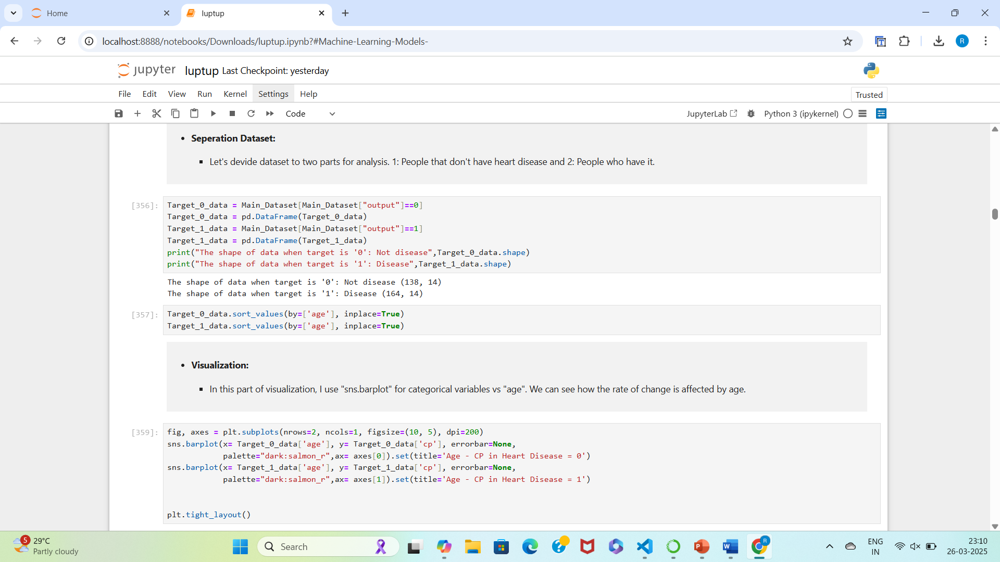 Home
luptup
localhost:8888/notebooks/Downloads/luptup.ipynb?#Machine-Learning-Models-
R
jupyter luptup Last Checkpoint: yesterday
File Edit View Run Kernel Settings Help
Trusted
Code
JupyterLab
Python 3 (ipykernel)
• Seperation Dataset:
▪ Let's devide dataset to two parts for analysis. 1: People that don't have heart disease and 2: People who have it.
[356]:
Target_0_data = Main_Dataset[Main_Dataset["output"]==0]
Target_0_data = pd.DataFrame(Target_0_data)
Target_1_data = Main_Dataset[Main_Dataset["output"]==1]
Target_1_data = pd.DataFrame(Target_1_data)
print("The shape of data when target is '0': Not disease",Target_0_data.shape)
print("The shape of data when target is '1': Disease",Target_1_data.shape)
The shape of data when target is '0': Not disease (138, 14)
The shape of data when target is '1': Disease (164, 14)
[357]:
Target_0_data.sort_values(by=['age'], inplace=True)
Target_1_data.sort_values(by=['age'], inplace=True)
• Visualization:
▪ In this part of visualization, I use "sns.barplot" for categorical variables vs "age". We can see how the rate of change is affected by age.
[359]:
fig, axes = plt.subplots(nrows=2, ncols=1, figsize=(10, 5), dpi=200)
sns.barplot(x= Target_0_data['age'], y= Target_0_data['cp'], errorbar=None,
palette="dark:salmon_r",ax= axes[0]).set(title='Age - CP in Heart Disease = 0')
sns.barplot(x= Target_1_data['age'], y= Target_1_data['cp'], errorbar=None,
palette="dark:salmon_r",ax= axes[1]).set(title='Age - CP in Heart Disease = 1')
plt.tight_layout()
5
29°C
Partly cloudy
Search
R
ENG
IN
23:10
26-03-2025